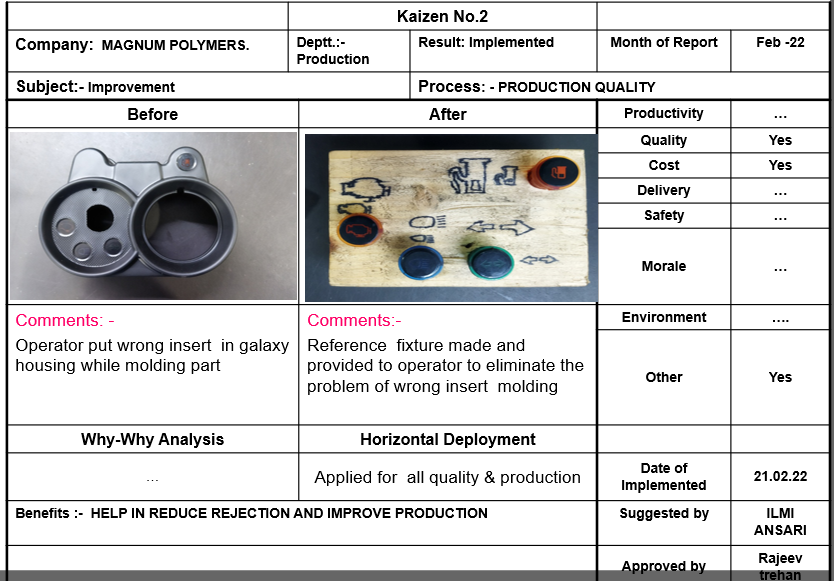 Kaizen No.2
Company: MAGNUM POLYMERS.
Deptt.:-
Production
Result: Implemented
Month of Report
Feb -22
Subject:- Improvement
Process: - PRODUCTION QUALITY
Before
After
Productivity
...
Quality
Yes
Cost
Yes
Delivery
...
Safety
...
Morale
...
Comments: -
Operator put wrong insert in galaxy
housing while molding part
Comments:-
Reference fixture made and
provided to operator to eliminate the
problem of wrong insert molding
Environment
....
Other
Yes
Why-Why Analysis
Horizontal Deployment
...
Applied for all quality & production
Date of
Implemented
21.02.22
Benefits :- HELP IN REDUCE REJECTION AND IMPROVE PRODUCTION
Suggested by
ILMI
ANSARI
Approved by
Rajeev
trehan